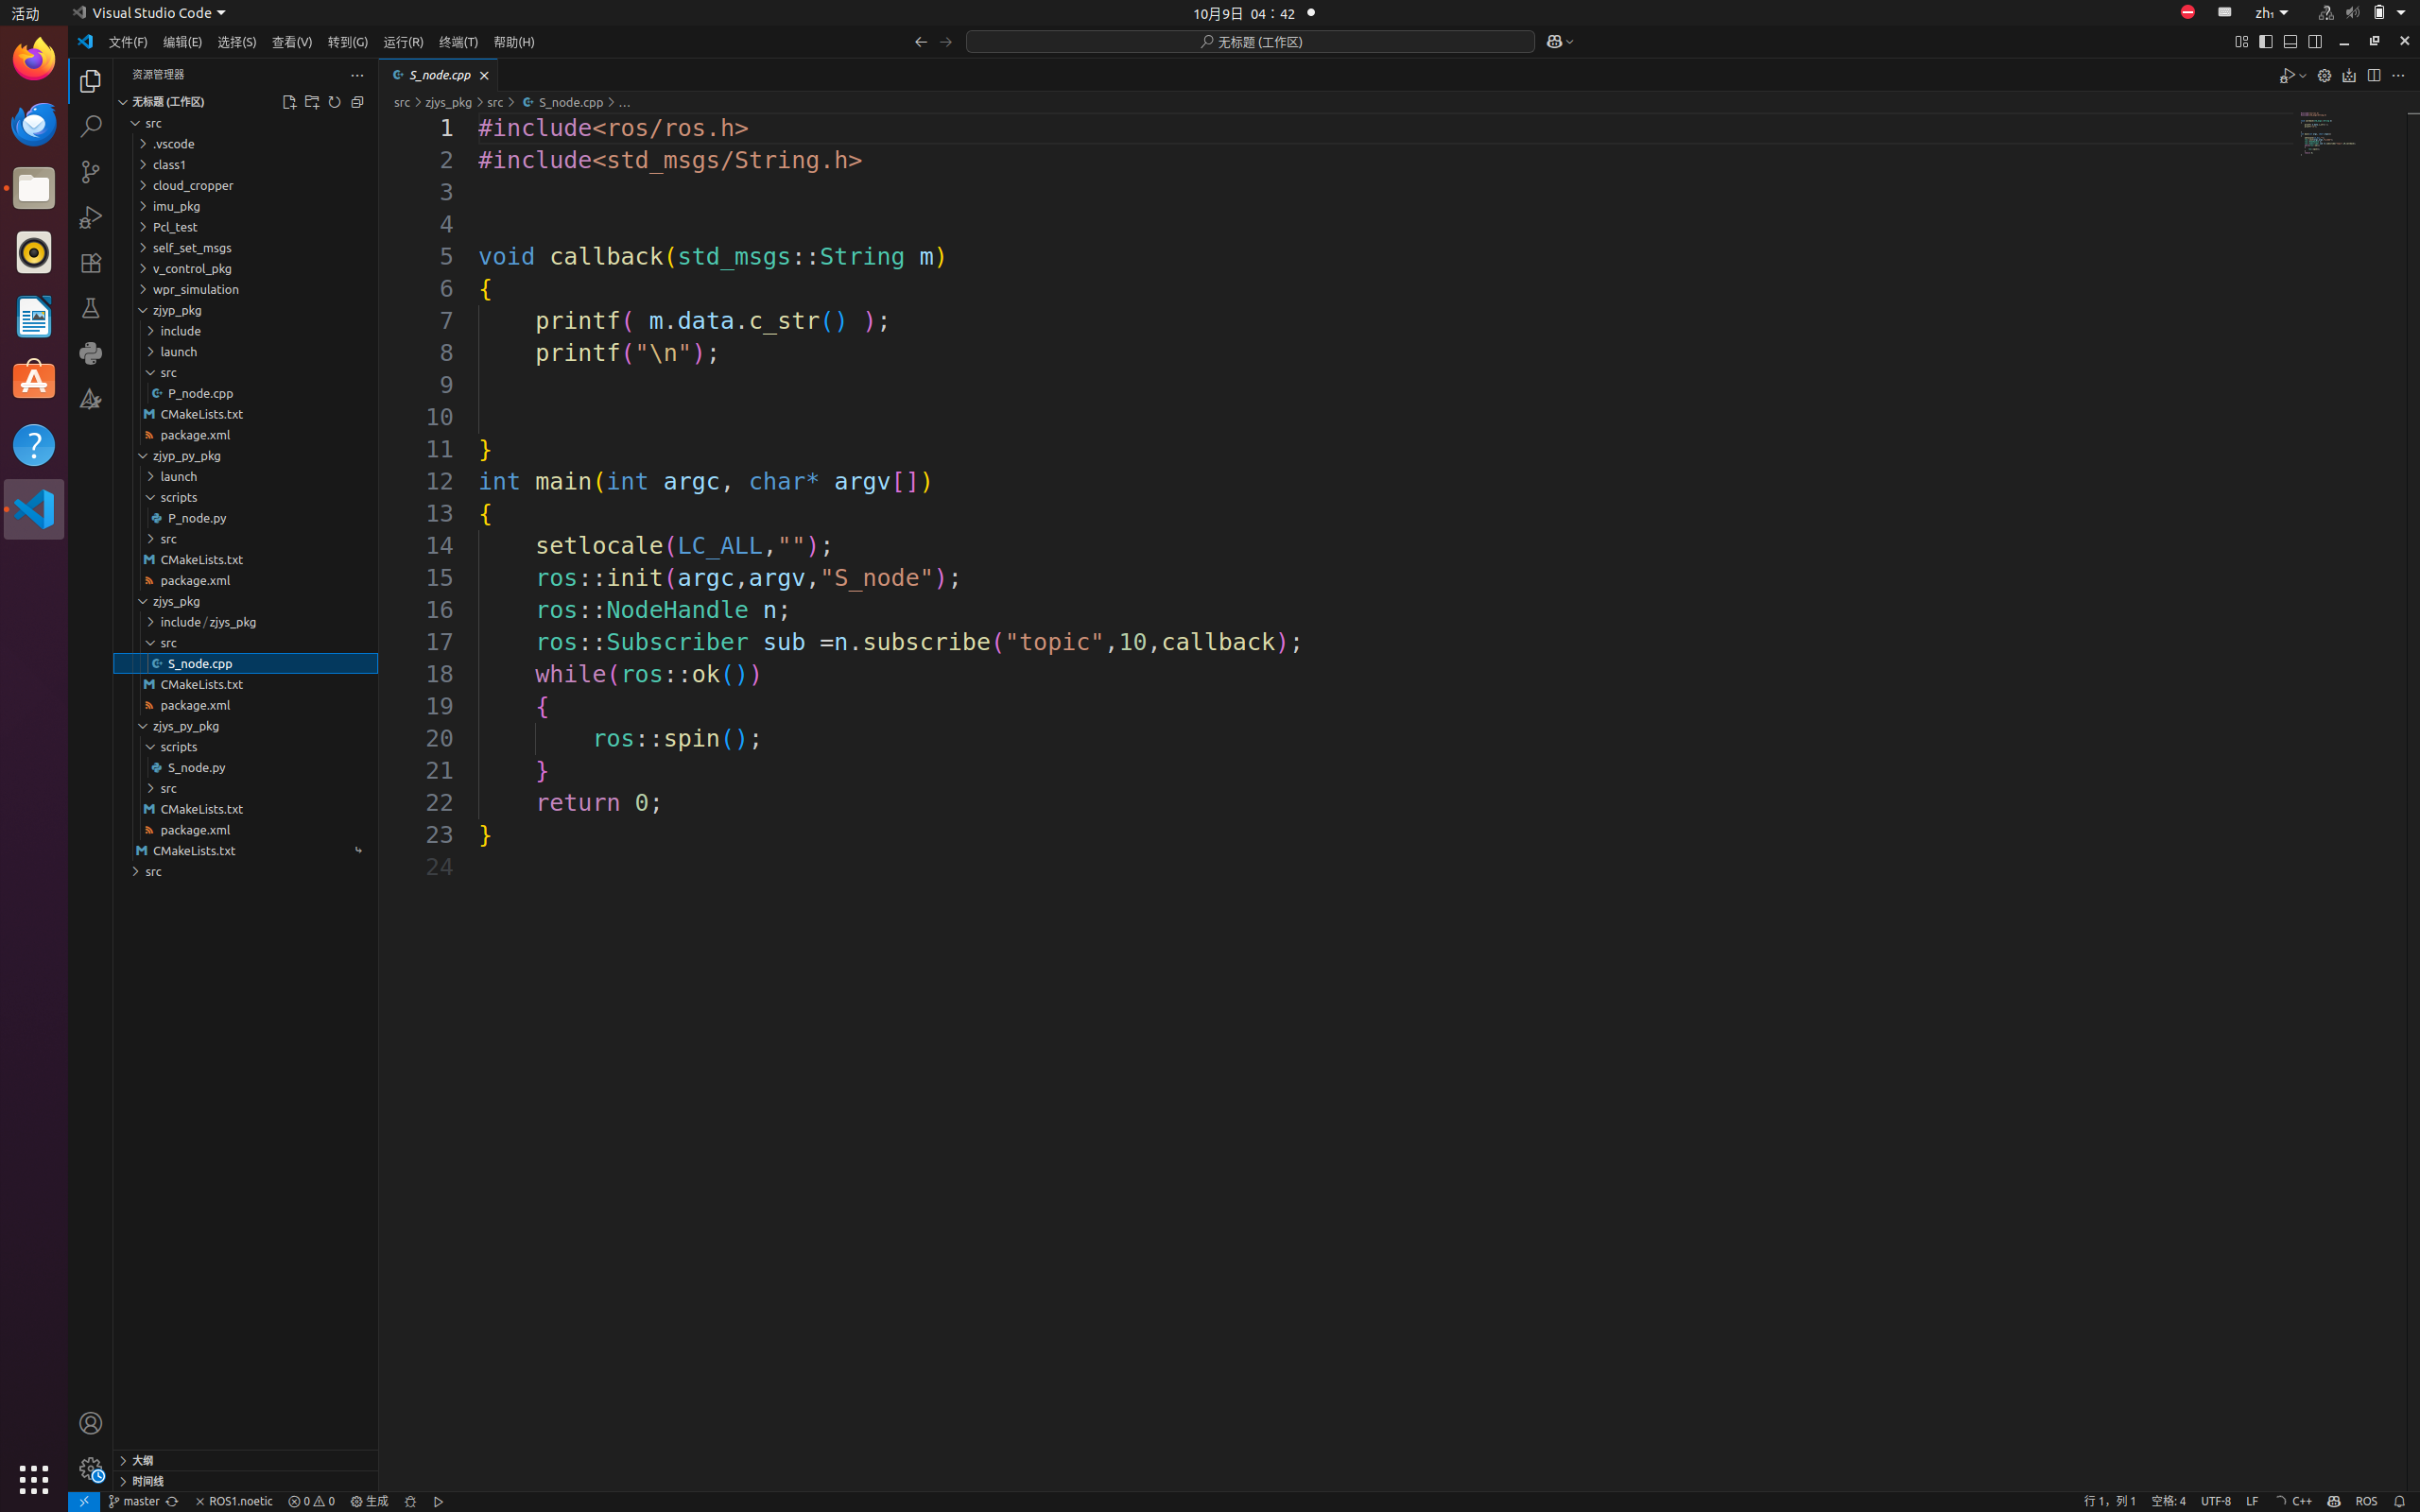 活动
Visual Studio Code
10月9日 04：42
zh₁
文件(F) 编辑(E) 选择(S) 查看(V) 转到(G) 运行(R) 终端(T) 帮助(H)
无标题 (工作区)
资源管理器
无标题 (工作区)
src
.vscode
class1
cloud_cropper
imu_pkg
Pcl_test
self_set_msgs
v_control_pkg
wpr_simulation
zjyp_pkg
include
launch
src
P_node.cpp
CMakeLists.txt
package.xml
zjyp_py_pkg
launch
scripts
P_node.py
src
CMakeLists.txt
package.xml
zjys_pkg
include/zjys_pkg
src
S_node.cpp
CMakeLists.txt
package.xml
zjys_py_pkg
scripts
S_node.py
src
CMakeLists.txt
package.xml
CMakeLists.txt
src
大纲
时间线
S_node.cpp
src > zjys_pkg > src > S_node.cpp > ...
1 #include<ros/ros.h>
2 #include<std_msgs/String.h>
3
4
5 void callback(std_msgs::String m)
6 {
7     printf( m.data.c_str() );
8     printf("\n");
9
10
11 }
12 int main(int argc, char* argv[])
13 {
14     setlocale(LC_ALL,"");
15     ros::init(argc,argv,"S_node");
16     ros::NodeHandle n;
17     ros::Subscriber sub =n.subscribe("topic",10,callback);
18     while(ros::ok())
19     {
20         ros::spin();
21     }
22     return 0;
23 }
24
master ROS1.noetic 0 0 生成
行 1，列 1 空格: 4 UTF-8 LF C++ ROS